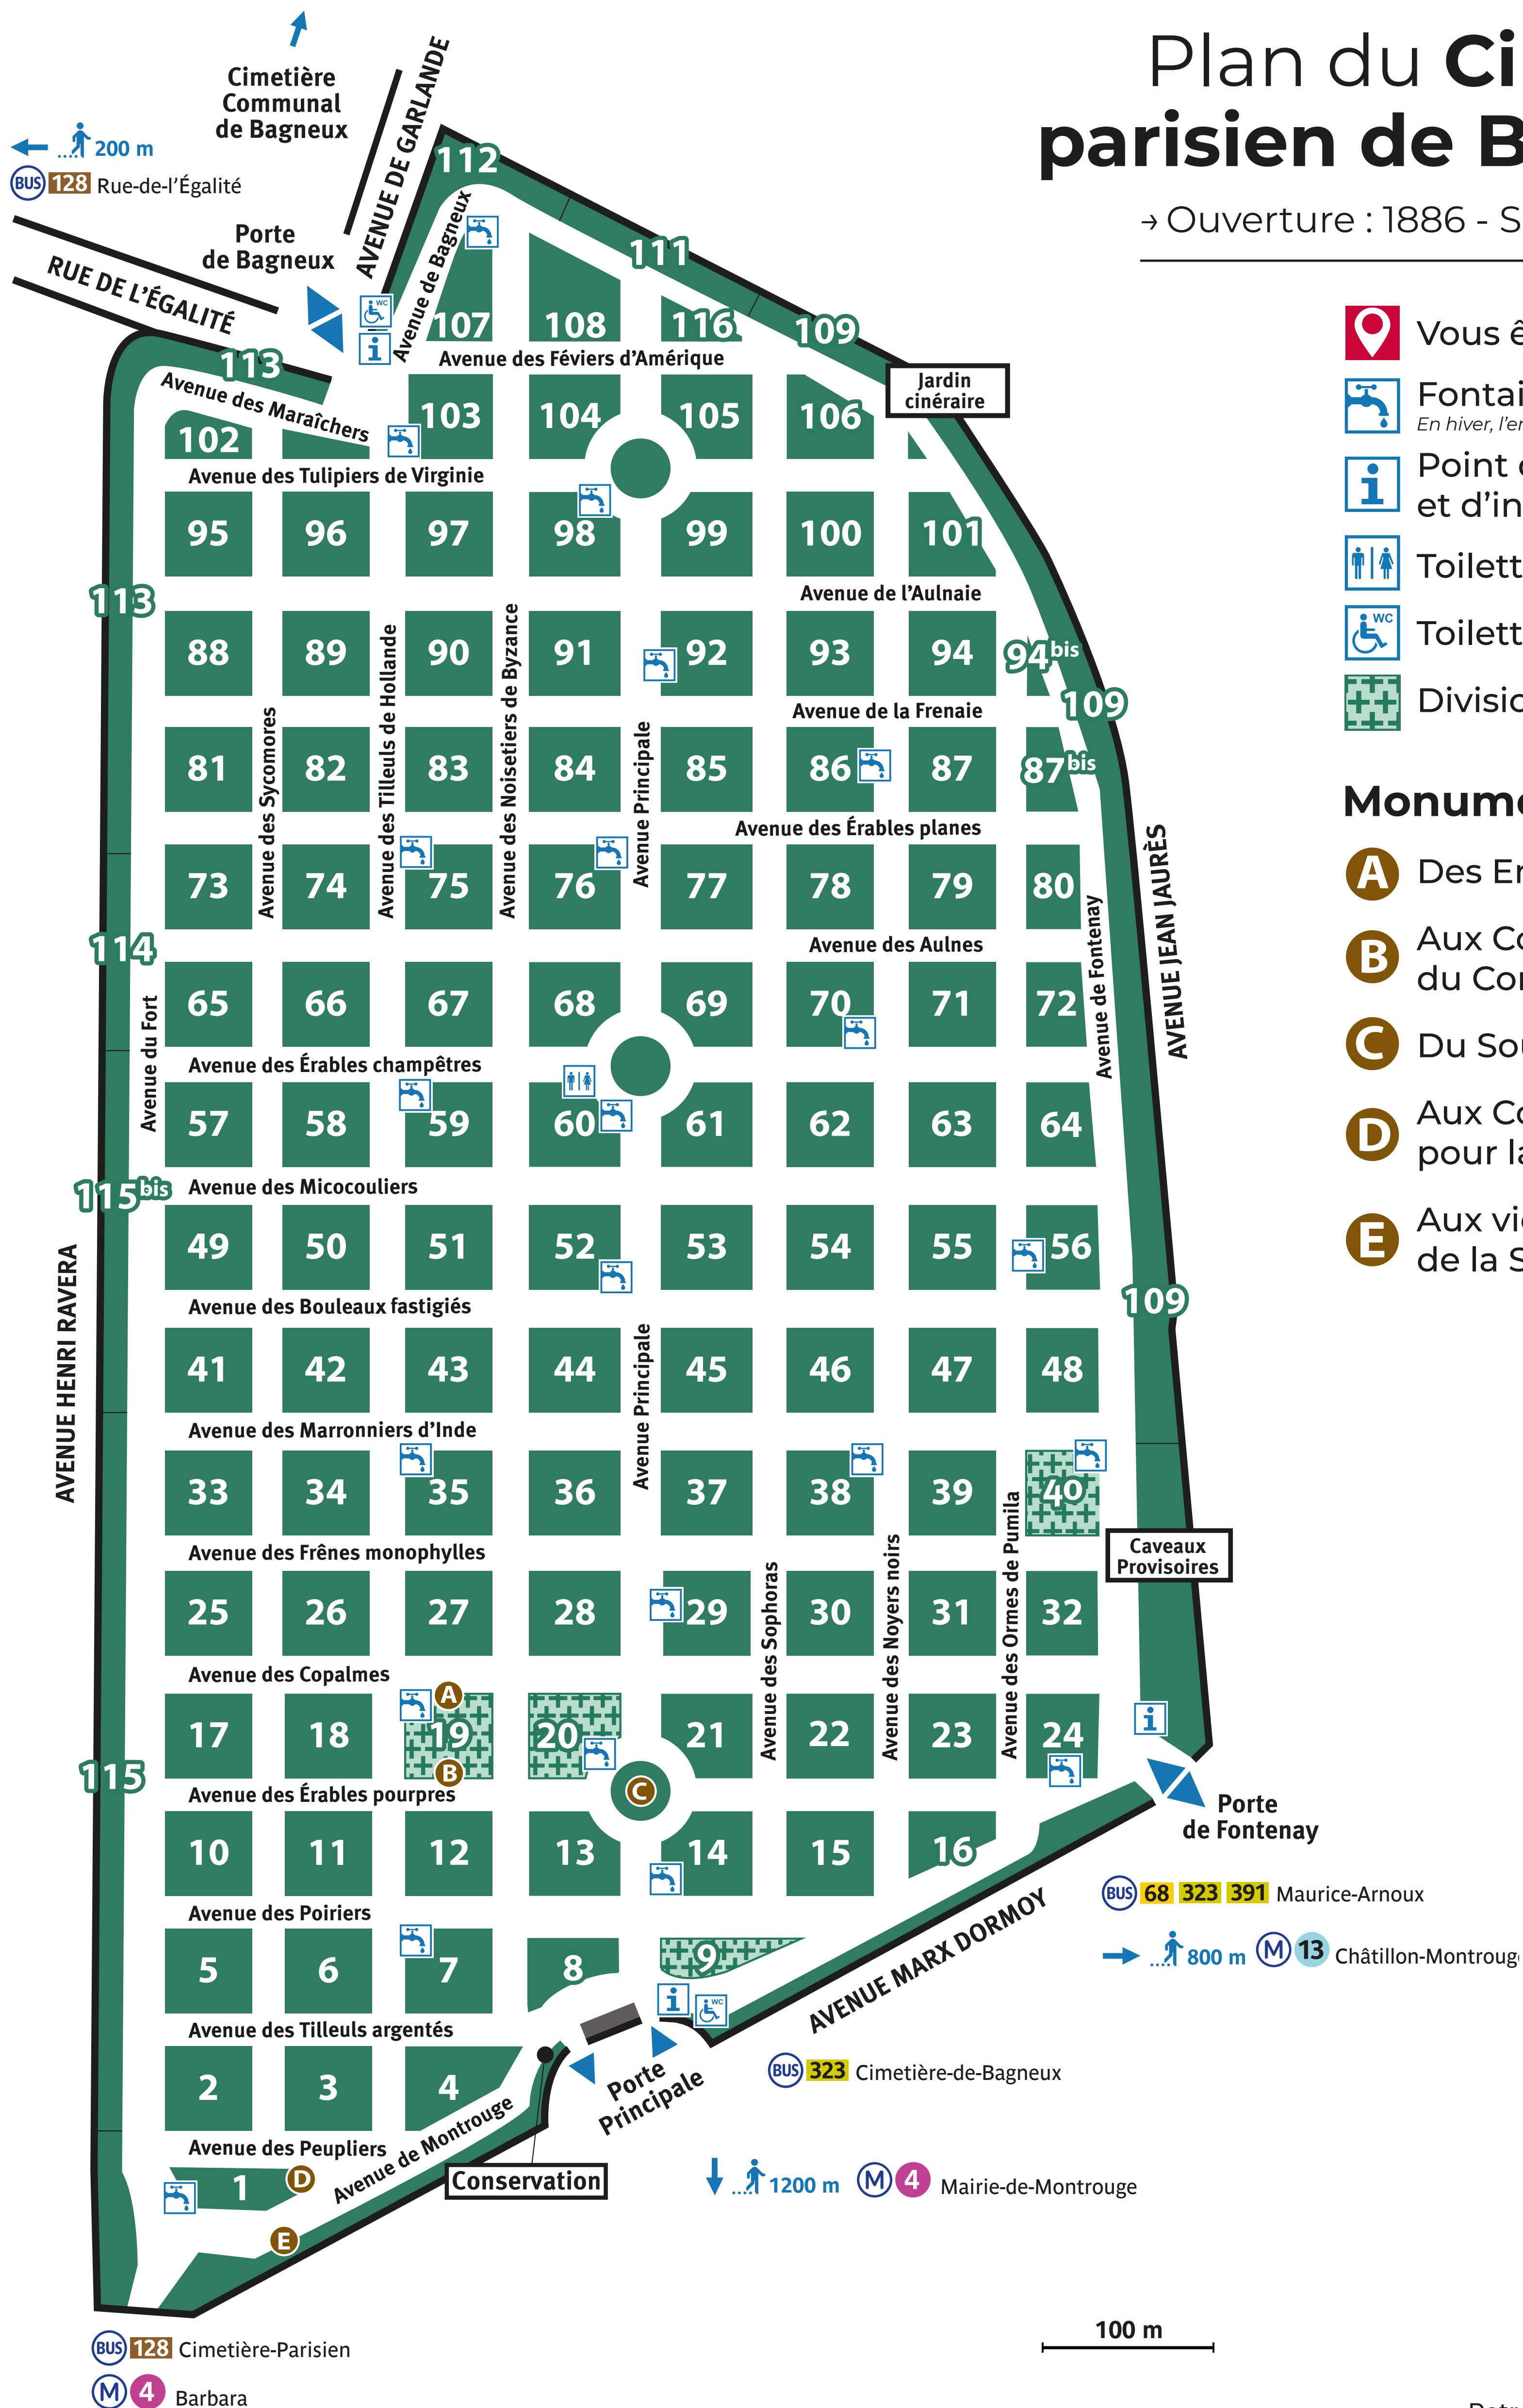 Plan du Ci
parisien de B
→ Ouverture : 1886 - S
Cimetière
Communal
de Bagneux
200 m
BUS 128 Rue-de-l'Égalité
Porte
de Bagneux
AVENUE DE GARLANDE
RUE DE L'ÉGALITÉ
Avenue de Bagneux
112
111
WC
i
107 108 116 109
Avenue des Féviers d'Amérique
Jardin
cinéraire
113
Avenue des Maraîchers
102 103 104 105 106
Avenue des Tulipiers de Virginie
95 96 97 98 99 100 101
Avenue de l'Aulnaie
113
88 89 90 91 92 93 94 94bis
Avenue de la Frenaie
109
81 82 83 84 85 86 87 87bis
Avenue des Sycomores
Avenue des Tilleuls de Hollande
Avenue des Noisetiers de Byzance
Avenue Principale
Avenue des Érables planes
AVENUE JEAN JAURÈS
73 74 75 76 77 78 79 80
Avenue des Aulnes
114
Avenue de Fontenay
65 66 67 68 69 70 71 72
Avenue du Fort
Avenue des Érables champêtres
57 58 59 60 61 62 63 64
115bis
Avenue des Micocouliers
49 50 51 52 53 54 55 56
Avenue des Bouleaux fastigiés
109
AVENUE HENRI RAVERA
41 42 43 44 45 46 47 48
Avenue Principale
Avenue des Marronniers d'Inde
33 34 35 36 37 38 39 40
Avenue des Frênes monophylles
Caveaux
Provisoires
25 26 27 28 29 30 31 32
Avenue des Sophoras
Avenue des Noyers noirs
Avenue des Ormes de Pumila
Avenue des Copalmes
A
17 18 19 20 21 22 23 24
i
B
C
115
Avenue des Érables pourpres
Porte
de Fontenay
10 11 12 13 14 15 16
BUS 68 323 391 Maurice-Arnoux
Avenue des Poiriers
800 m M 13 Châtillon-Montroug
5 6 7 8 9
AVENUE MARX DORMOY
i
WC
Avenue des Tilleuls argentés
Porte
Principale
BUS 323 Cimetière-de-Bagneux
2 3 4
Avenue des Peupliers
Avenue de Montrouge
Conservation
1 D
E
1200 m M 4 Mairie-de-Montrouge
100 m
BUS 128 Cimetière-Parisien
M 4 Barbara
Vous ê
Fontai
En hiver, l'e
i
Point
et d'in
Toilett
WC
Toilett
Divisio
Monume
A Des E
B Aux Co
du Co
C Du Sou
D Aux Co
pour la
E Aux vi
de la S